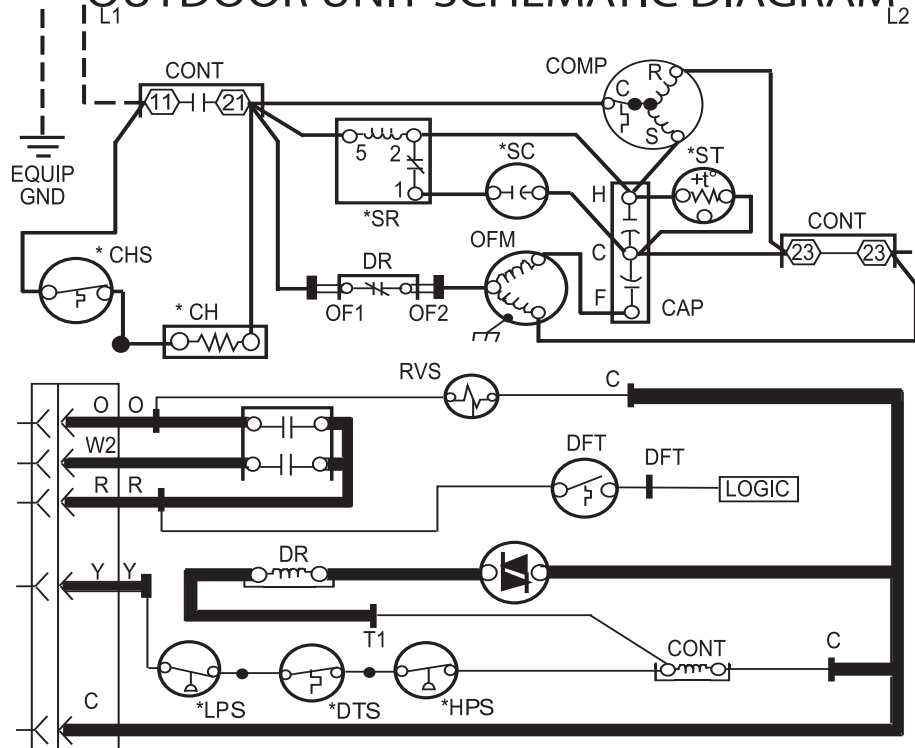 OUTDOOR UNIT SCHEMATIC DIAGRAM
L1 L2
CONT
11 21
COMP
R
C
S
EQUIP
GND
5 2
1
*SR
*SC
*ST
+t°
H
C
F
CAP
CONT
23 23
* CHS
* CH
DR
OF1 OF2
OFM
RVS
C
O O
W2
R R
DFT
DFT
LOGIC
Y Y
DR
T1
CONT
C
*LPS
*DTS
*HPS
C